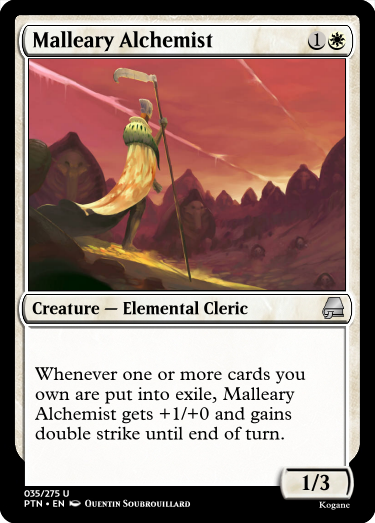 Malleary Alchemist 1
Creature — Elemental Cleric
Whenever one or more cards you
own are put into exile, Malleary
Alchemist gets +1/+0 and gains
double strike until end of turn.
1/3
035/275 U
PTN • EN Quentin Soubrouillard
Kogane